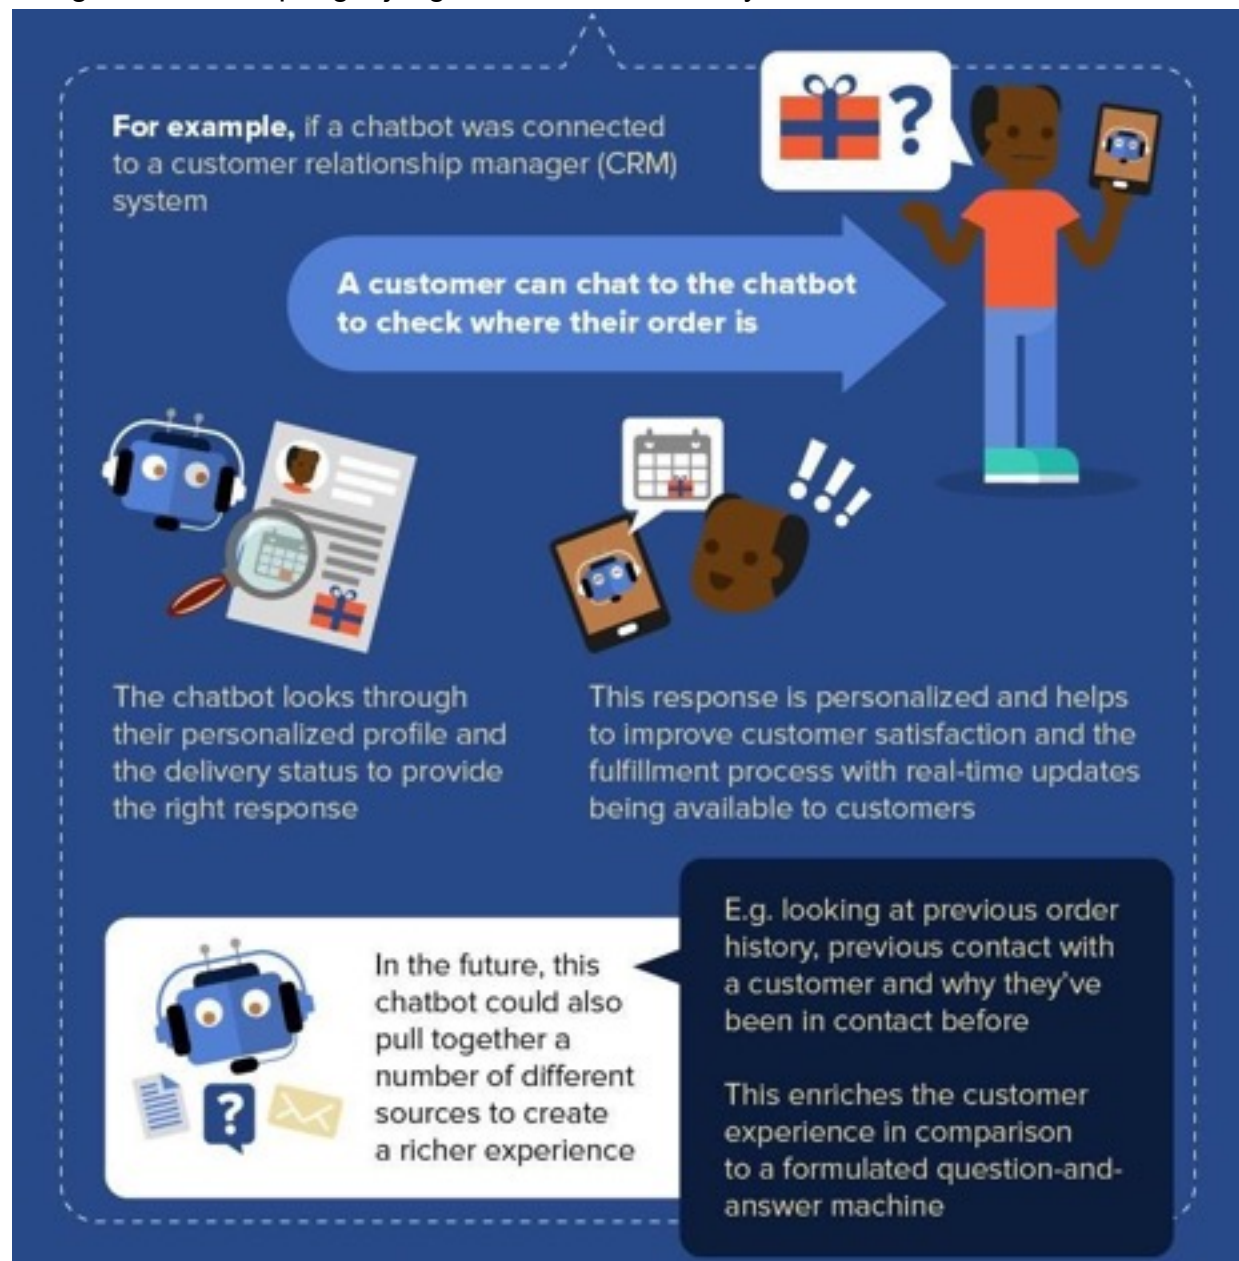 For example, if a chatbot was connected
to a customer relationship manager (CRM)
system
?
A customer can chat to the chatbot
to check where their order is
!!!
The chatbot looks through
their personalized profile and
the delivery status to provide
the right response
This response is personalized and helps
to improve customer satisfaction and the
fulfillment process with real-time updates
being available to customers
In the future, this
chatbot could also
pull together a
number of different
sources to create
a richer experience
?
E.g. looking at previous order
history, previous contact with
a customer and why they've
been in contact before
This enriches the customer
experience in comparison
to a formulated question-and-
answer machine